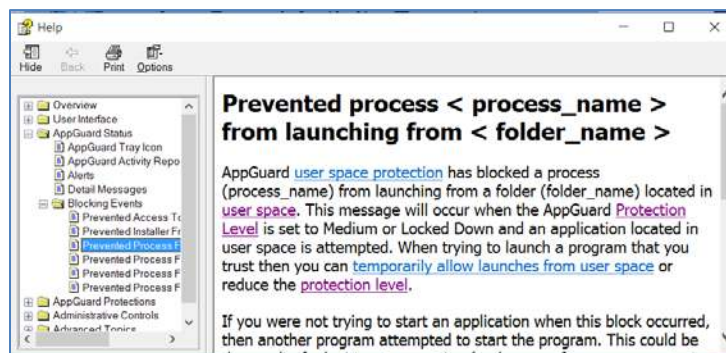 Help
Hide Back Print Options
Overview
User Interface
AppGuard Status
AppGuard Tray Icon
AppGuard Activity Repo
Alerts
Detail Messages
Blocking Events
Prevented Access To
Prevented Installer Fr
Prevented Process F
Prevented Process F
Prevented Process F
Prevented Process F
AppGuard Protections
Administrative Controls
Advanced Topics
Prevented process < process_name >
from launching from < folder_name >
AppGuard user space protection has blocked a process
(process_name) from launching from a folder (folder_name) located in
user space. This message will occur when the AppGuard Protection
Level is set to Medium or Locked Down and an application located in
user space is attempted. When trying to launch a program that you
trust then you can temporarily allow launches from user space or
reduce the protection level.
If you were not trying to start an application when this block occurred,
then another program attempted to start the program. This could be